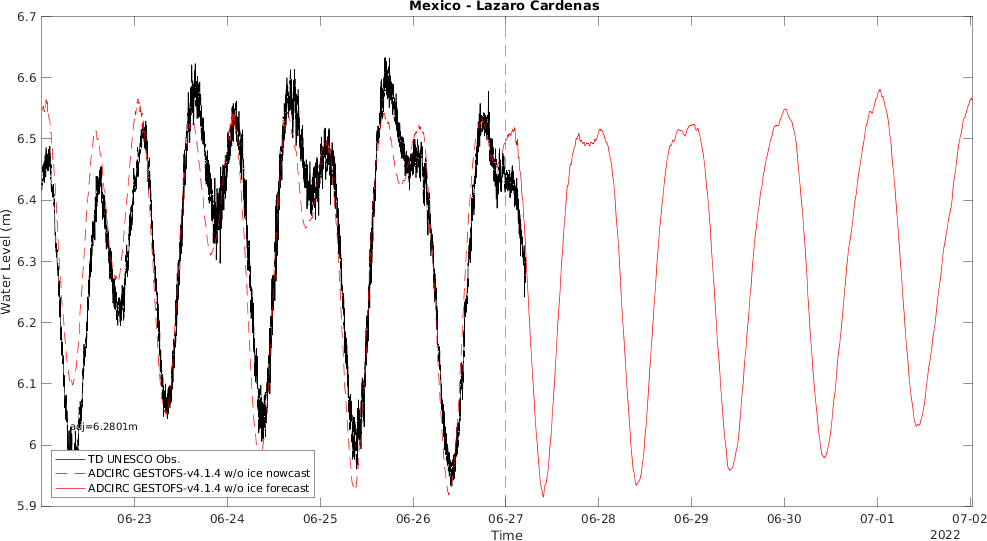 Mexico - Lazaro Cardenas
6.7
6.6
6.5
6.4
6.3
6.2
6.1
6
5.9
Water Level (m)
adj=6.2801m
TD UNESCO Obs.
ADCIRC GESTOFS-v4.1.4 w/o ice nowcast
ADCIRC GESTOFS-v4.1.4 w/o ice forecast
06-23 06-24 06-25 06-26 06-27 06-28 06-29 06-30 07-01 07-02
Time
2022